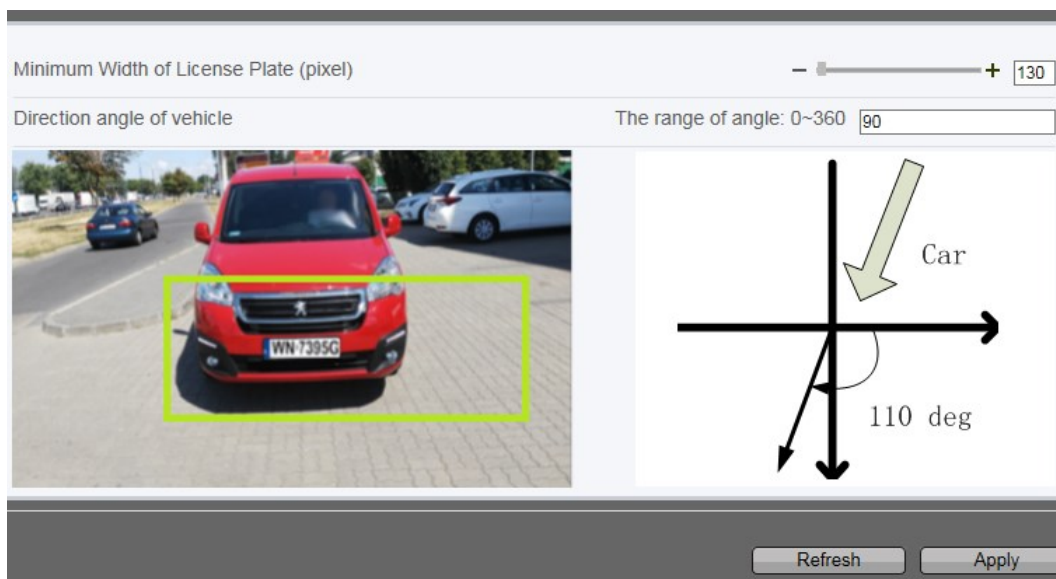 Minimum Width of License Plate (pixel)
− + 130
Direction angle of vehicle The range of angle: 0~360 90
WN 7395G
Car
110 deg
Refresh Apply